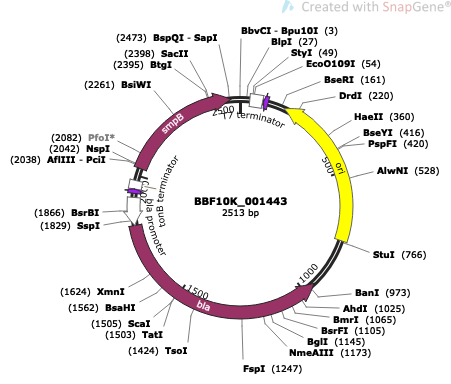 Created with SnapGene®
(2473) BspQI - SapI
BbvCI - Bpu10I (3)
BlpI (27)
StyI (49)
EcoO109I (54)
BseRI (161)
DrdI (220)
HaeII (360)
BseYI (416)
PspFI (420)
AlwNI (528)
StuI (766)
BanI (973)
AhdI (1025)
BmrI (1065)
BsrFI (1105)
BglI (1145)
NmeAIII (1173)
FspI (1247)
(1424) TsoI
(1503) TatI
(1505) ScaI
(1562) BsaHI
(1624) XmnI
(1829) SspI
(1866) BsrBI
(2038) AflIII - PciI
(2042) NspI
(2082) PfoI*
(2261) BsiWI
(2395) BtgI
(2398) SacII
smpB
2500
T7 terminator
ori
500
1000
1500
bla
bla promoter
tonB terminator
BBF10K_001443
2513 bp